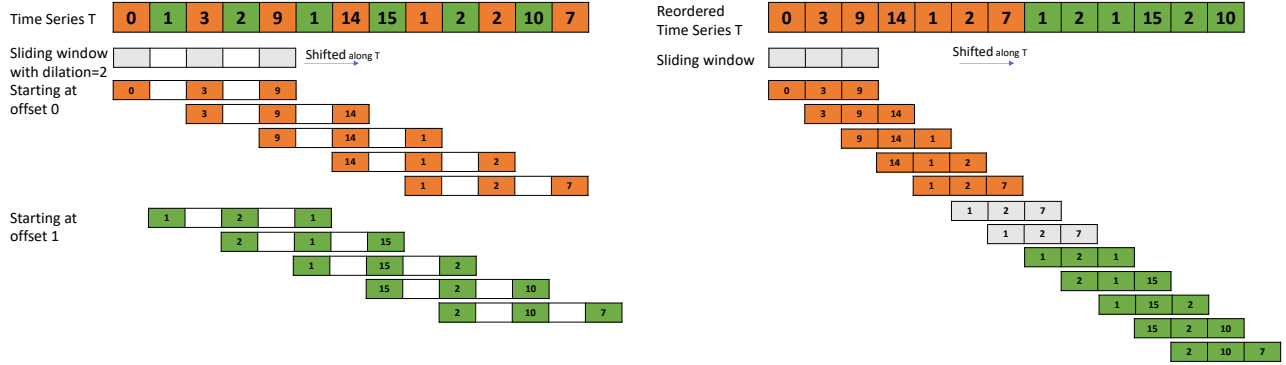 Time Series T 0 1 3 2 9 1 14 15 1 2 2 10 7
Sliding window
with dilation=2
Shifted along T
Starting at
offset 0
0 3 9
3 9 14
9 14 1
14 1 2
1 2 7
Starting at
offset 1
1 2 1
2 1 15
1 15 2
15 2 10
2 10 7
Reordered
Time Series T
0 3 9 14 1 2 7 1 2 1 15 2 10
Sliding window
Shifted along T
0 3 9
3 9 14
9 14 1
14 1 2
1 2 7
1 2 7
1 2 7
1 2 1
2 1 15
1 15 2
15 2 10
2 10 7